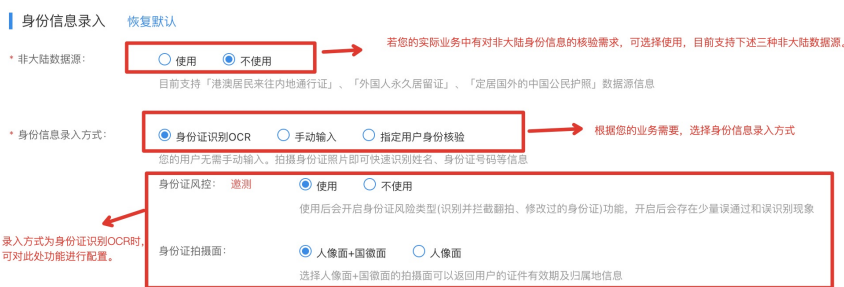 身份信息录入 恢复默认
* 非大陆数据源： 使用 不使用
若您的实际业务中有对非大陆身份信息的核验需求，可选择使用，目前支持下述三种非大陆数据源，
目前支持「港澳居民来往内地通行证」、「外国人永久居留证」、「定居国外的中国公民护照」数据源信息
* 身份信息录入方式： 身份证识别OCR 手动输入 指定用户身份核验
根据您的业务需要，选择身份信息录入方式
您的用户无需手动输入。拍摄身份证照片即可快速识别姓名、身份证号码等信息
身份证风控： 邀测 使用 不使用
使用后会开启身份证风险类型(识别并拦截翻拍、修改过的身份证)功能，开启后会存在少量误通过和误识别现象
录入方式为身份证识别OCR时，
可对此处功能进行配置。
身份证拍摄面： 人像面+国徽面 人像面
选择人像面+国徽面的拍摄面可以返回用户的证件有效期及归属地信息